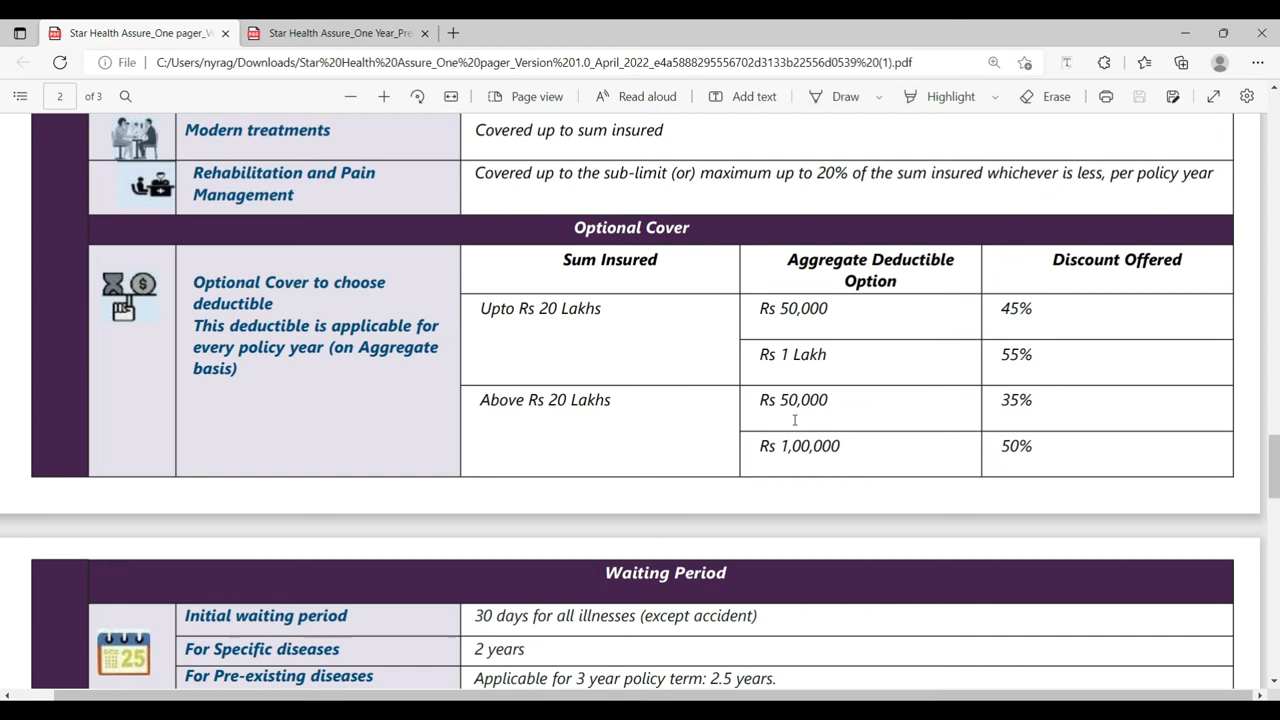 Star Health Assure_One pager_V
Star Health Assure_One Year_Pre
File
C:/Users/nyrag/Downloads/Star%20Health%20Assure_One%20pager_Version%201.0_April_2022_e4a5888295556702d3133b22556d0539%20(1).pdf
2 of 3
Page view
Read aloud
Add text
Draw
Highlight
Erase
Modern treatments
Covered up to sum insured
Rehabilitation and Pain
Management
Covered up to the sub-limit (or) maximum up to 20% of the sum insured whichever is less, per policy year
Optional Cover
Optional Cover to choose
deductible
This deductible is applicable for
every policy year (on Aggregate
basis)
Sum Insured
Aggregate Deductible
Option
Discount Offered
Upto Rs 20 Lakhs
Rs 50,000
45%
Rs 1 Lakh
55%
Above Rs 20 Lakhs
Rs 50,000
35%
Rs 1,00,000
50%
Waiting Period
25
Initial waiting period
30 days for all illnesses (except accident)
For Specific diseases
2 years
For Pre-existing diseases
Applicable for 3 year policy term: 2.5 years.